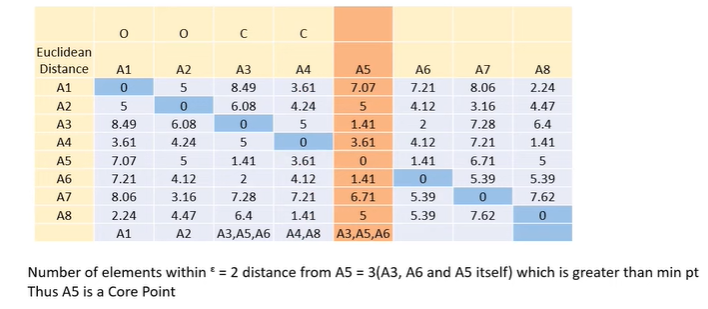 O O C C
Euclidean
Distance A1 A2 A3 A4 A5 A6 A7 A8
A1 0 5 8.49 3.61 7.07 7.21 8.06 2.24
A2 5 0 6.08 4.24 5 4.12 3.16 4.47
A3 8.49 6.08 0 5 1.41 2 7.28 6.4
A4 3.61 4.24 5 0 3.61 4.12 7.21 1.41
A5 7.07 5 1.41 3.61 0 1.41 6.71 5
A6 7.21 4.12 2 4.12 1.41 0 5.39 5.39
A7 8.06 3.16 7.28 7.21 6.71 5.39 0 7.62
A8 2.24 4.47 6.4 1.41 5 5.39 7.62 0
A1 A2 A3,A5,A6 A4,A8 A3,A5,A6
Number of elements within ε = 2 distance from A5 = 3(A3, A6 and A5 itself) which is greater than min pt
Thus A5 is a Core Point